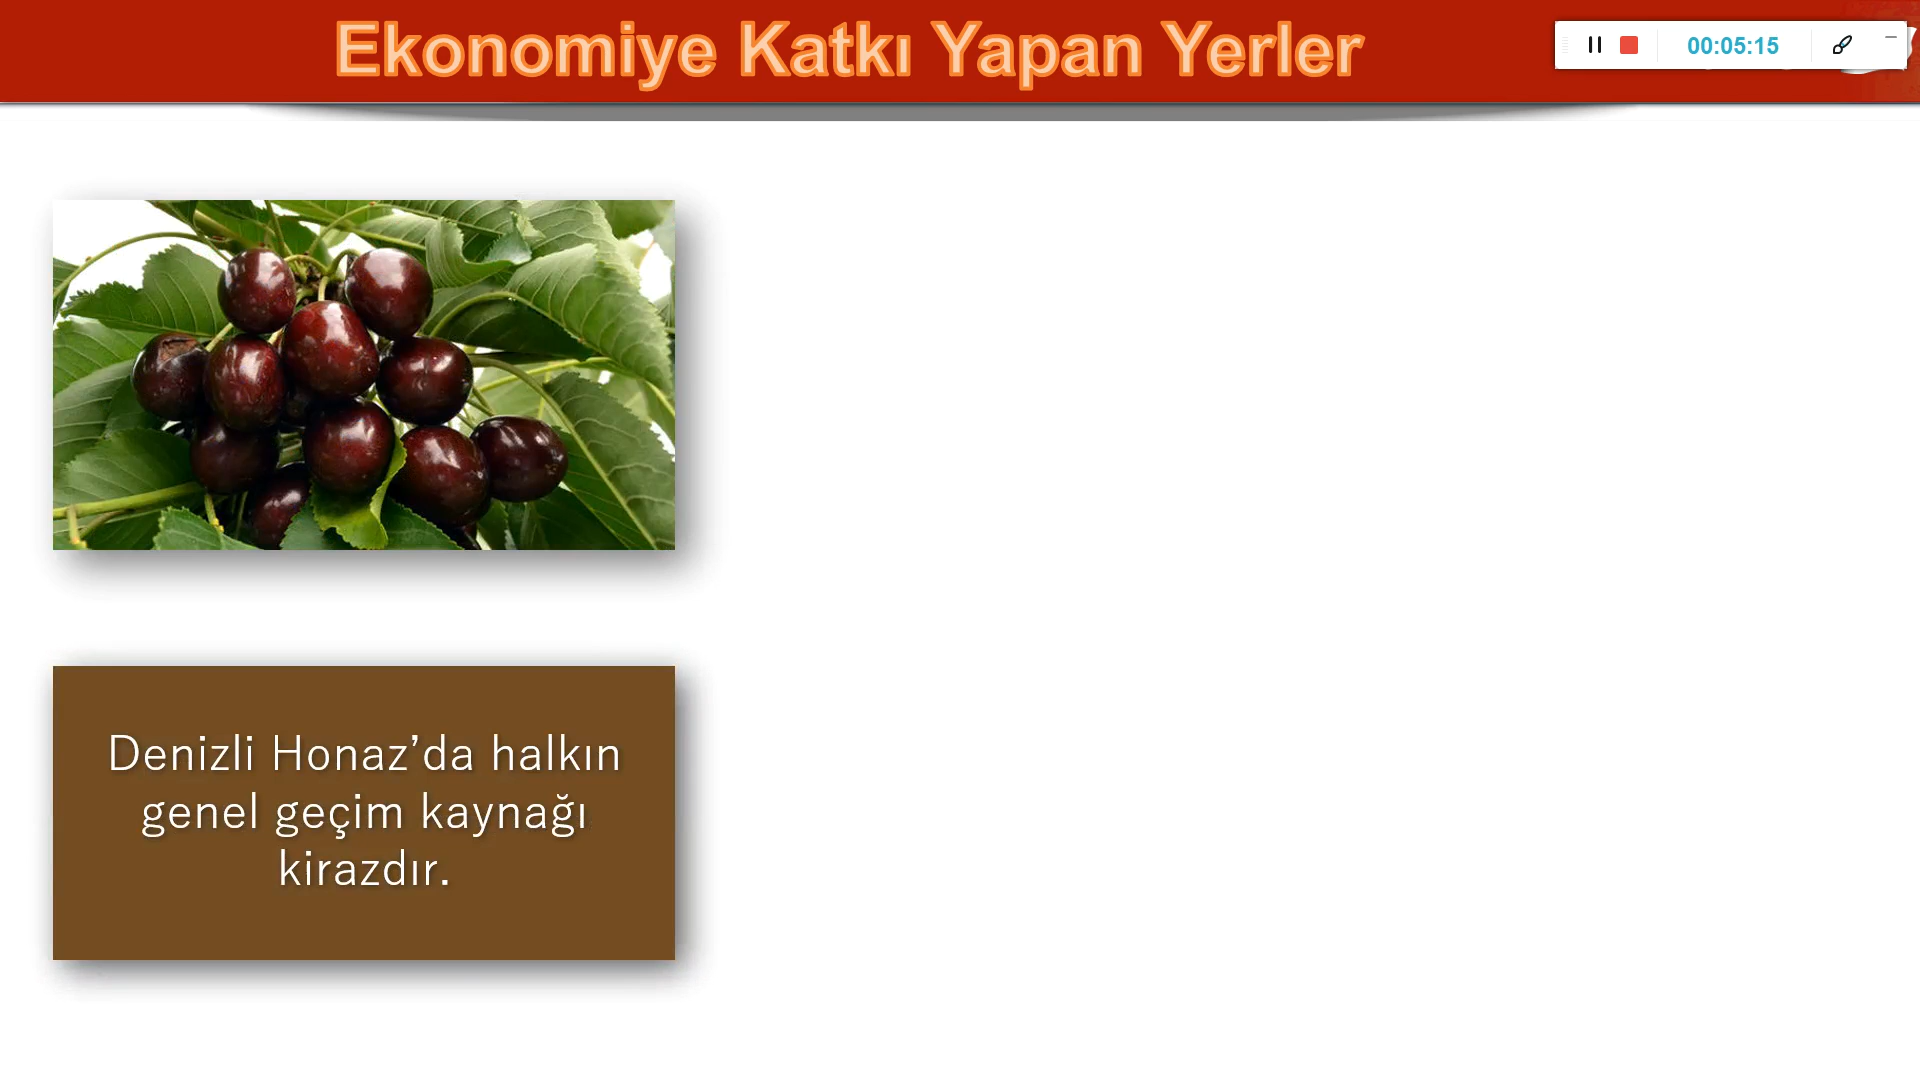 Ekonomiye Katkı Yapan Yerler
00:05:15
Denizli Honaz’da halkın
genel geçim kaynağı
kirazdır.